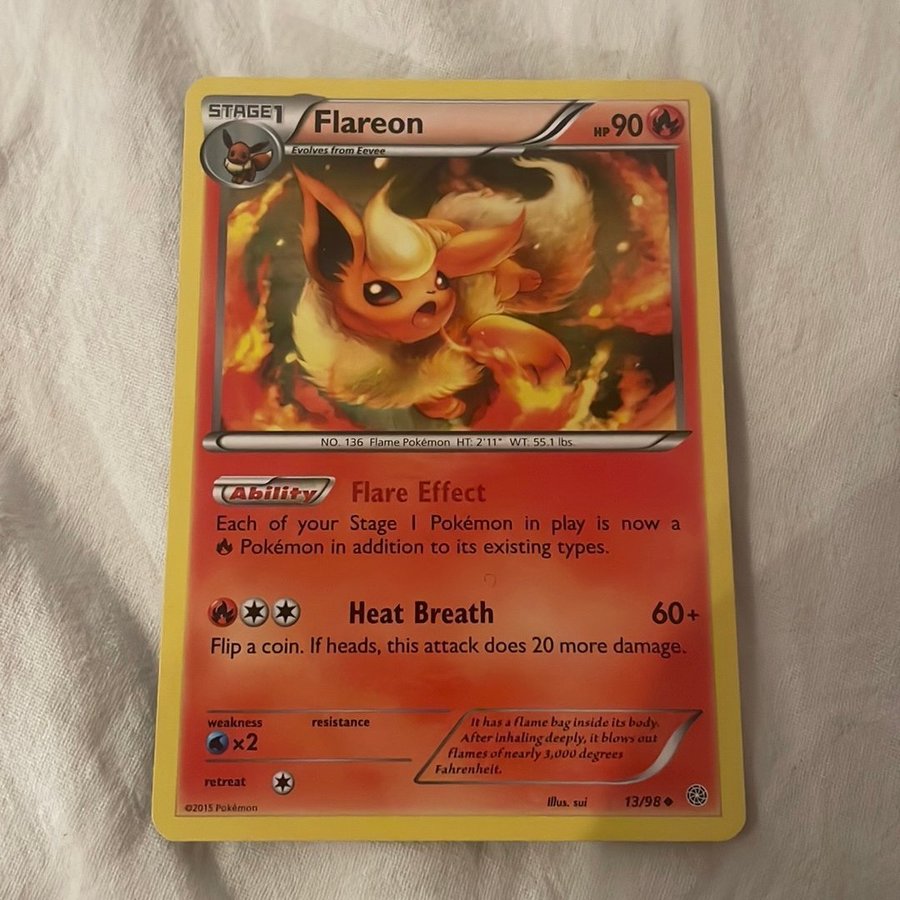 STAGE1
Flareon
HP 90
Evolves from Eevee
NO. 136 Flame Pokémon HT: 2'11" WT: 55.1 lbs.
Ability Flare Effect
Each of your Stage 1 Pokémon in play is now a
Pokémon in addition to its existing types.
Heat Breath 60+
Flip a coin. If heads, this attack does 20 more damage.
weakness resistance
×2
retreat
It has a flame bag inside its body.
After inhaling deeply, it blows out
flames of nearly 3,000 degrees
Fahrenheit.
©2015 Pokémon
Illus. sui 13/98